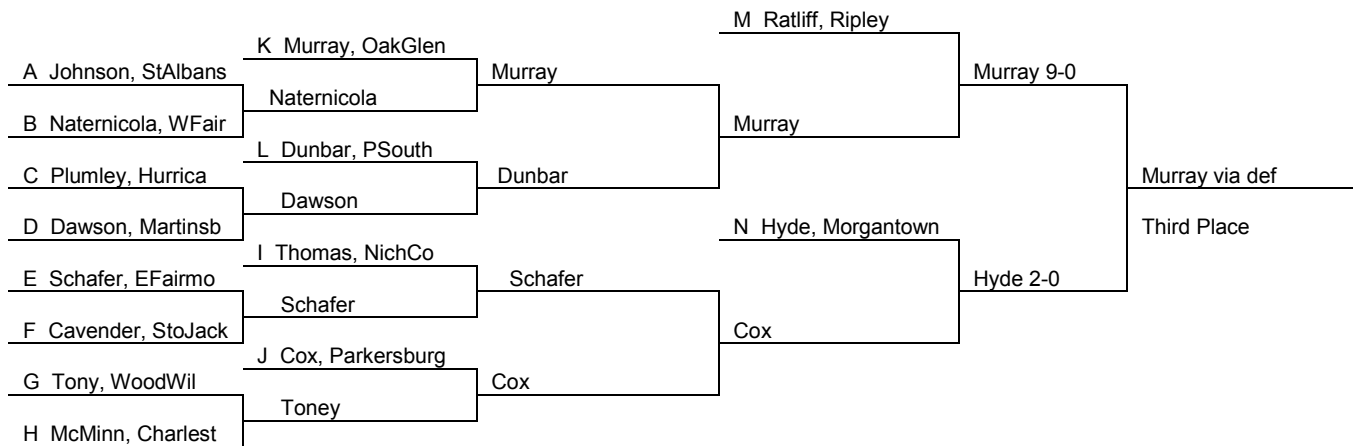 M Ratliff, Ripley
K Murray, OakGlen
A Johnson, StAlbans
Murray
Murray 9-0
Naternicola
B Naternicola, WFair
Murray
L Dunbar, PSouth
C Plumley, Hurrica
Dunbar
Murray via def
Dawson
D Dawson, Martinsb
N Hyde, Morgantown
Third Place
I Thomas, NichCo
E Schafer, EFairmo
Schafer
Hyde 2-0
Schafer
F Cavender, StoJack
Cox
J Cox, Parkersburg
G Tony, WoodWil
Cox
Toney
H McMinn, Charlest